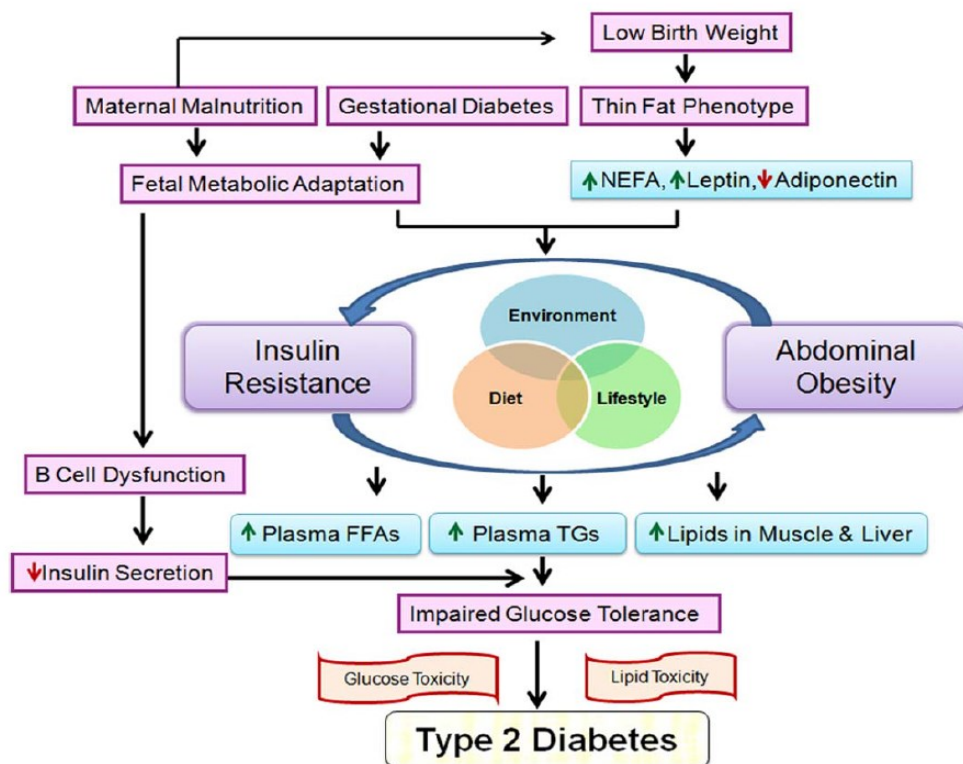 Low Birth Weight
Maternal Malnutrition
Gestational Diabetes
Thin Fat Phenotype
Fetal Metabolic Adaptation
↑NEFA, ↑Leptin,↓Adiponectin
Environment
Insulin
Resistance
Diet
Lifestyle
Abdominal
Obesity
B Cell Dysfunction
↑ Plasma FFAs
↑ Plasma TGs
↑Lipids in Muscle & Liver
↓Insulin Secretion
Impaired Glucose Tolerance
Glucose Toxicity
Lipid Toxicity
Type 2 Diabetes